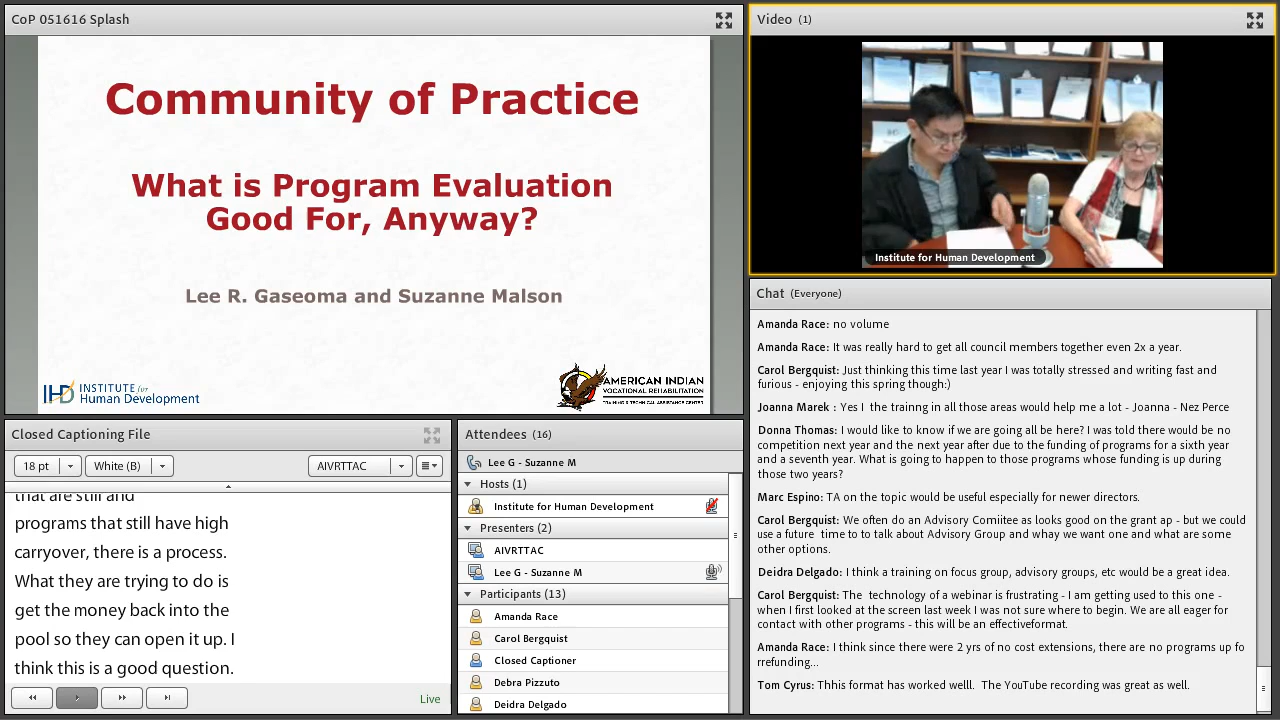 CoP 051616 Splash
Community of Practice
What is Program Evaluation
Good For, Anyway?
Lee R. Gaseoma and Suzanne Malson
IHD INSTITUTE for
Human Development
AMERICAN INDIAN
VOCATIONAL REHABILITATION
TRAINING & TECHNICAL ASSISTANCE CENTER
Video (1)
Institute for Human Development
Chat (Everyone)
Amanda Race: no volume
Amanda Race: It was really hard to get all council members together even 2x a year.
Carol Bergquist: Just thinking this time last year I was totally stressed and writing fast and
furious - enjoying this spring though:)
Joanna Marek : Yes I the trainng in all those areas would help me a lot - Joanna - Nez Perce
Donna Thomas: I would like to know if we are going all be here? I was told there would be no
competition next year and the next year after due to the funding of programs for a sixth year
and a seventh year. What is going to happen to those programs whose funding is up during
those two years?
Marc Espino: TA on the topic would be useful especially for newer directors.
Carol Bergquist: We often do an Advisory Comiitee as looks good on the grant ap - but we could
use a future time to to talk about Advisory Group and whay we want one and what are some
other options.
Deidra Delgado: I think a training on focus group, advisory groups, etc would be a great idea.
Carol Bergquist: The technology of a webinar is frustrating - I am getting used to this one -
when I first looked at the screen last week I was not sure where to begin. We are all eager for
contact with other programs - this will be an effectiveformat.
Amanda Race: I think since there were 2 yrs of no cost extensions, there are no programs up fo
rrefunding...
Tom Cyrus: Thhis format has worked welll. The YouTube recording was great as well.
Closed Captioning File
18 pt
White (B)
AIVRTTAC
that are still and
programs that still have high
carryover, there is a process.
What they are trying to do is
get the money back into the
pool so they can open it up. I
think this is a good question.
Live
Attendees (16)
Lee G - Suzanne M
Hosts (1)
Institute for Human Development
Presenters (2)
AIVRTTAC
Lee G - Suzanne M
Participants (13)
Amanda Race
Carol Bergquist
Closed Captioner
Debra Pizzuto
Deidra Delgado